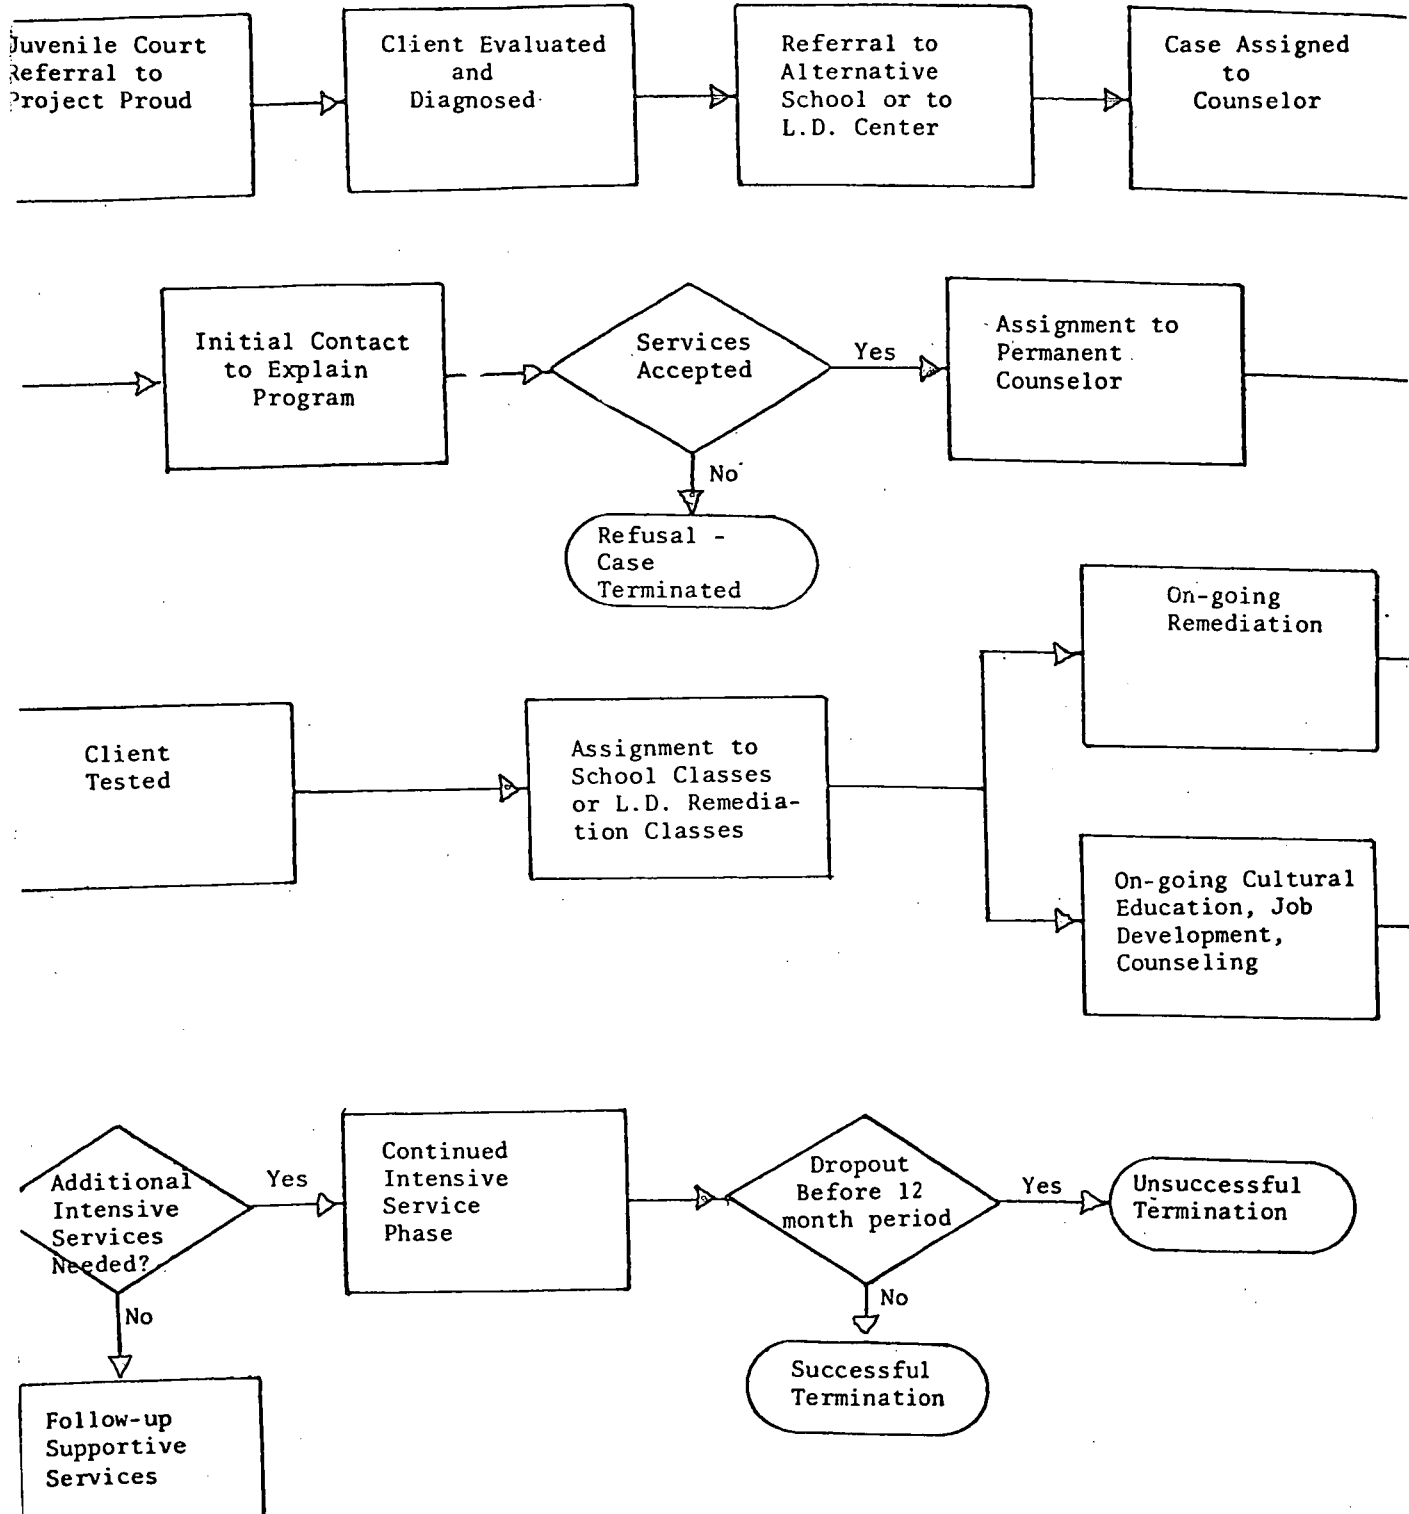 Juvenile Court
Referral to
Project Proud
Client Evaluated
and
Diagnosed
Referral to
Alternative
School or to
L.D. Center
Case Assigned
to
Counselor
Initial Contact
to Explain
Program
Services
Accepted
Yes
Assignment to
Permanent
Counselor
No
Refusal -
Case
Terminated
On-going
Remediation
Client
Tested
Assignment to
School Classes
or L.D. Remedia-
tion Classes
On-going Cultural
Education, Job
Development,
Counseling
Additional
Intensive
Services
Needed?
Yes
Continued
Intensive
Service
Phase
Dropout
Before 12
month period
Yes
Unsuccessful
Termination
No
No
Successful
Termination
Follow-up
Supportive
Services